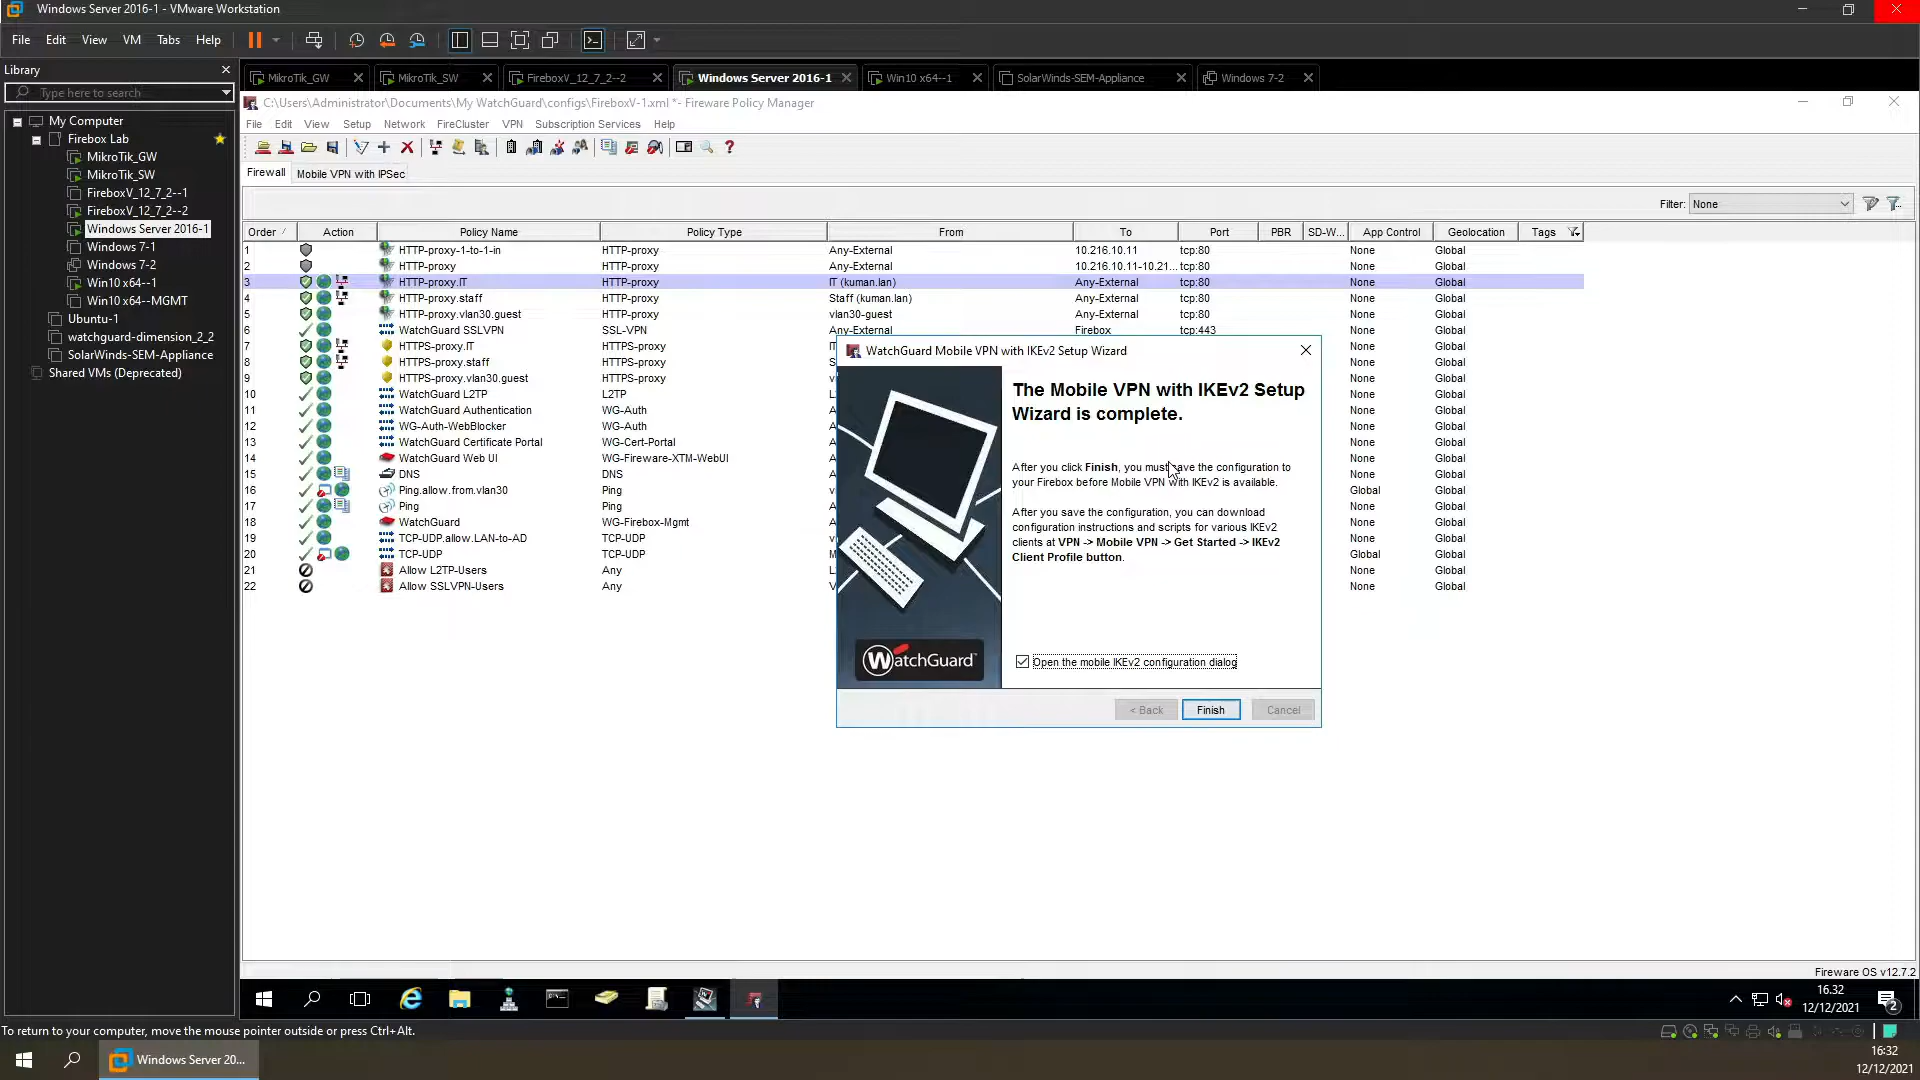 Windows Server 2016-1 - VMware Workstation
File Edit View VM Tabs Help
Library
Type here to search
My Computer
Firebox Lab
MikroTik_GW
MikroTik_SW
FireboxV_12_7_2--1
FireboxV_12_7_2--2
Windows Server 2016-1
Windows 7-1
Windows 7-2
Win10 x64--1
Win10 x64--MGMT
Ubuntu-1
watchguard-dimension_2_2
SolarWinds-SEM-Appliance
Shared VMs (Deprecated)
MikroTik_GW MikroTik_SW FireboxV_12_7_2--2 Windows Server 2016-1 Win10 x64--1 SolarWinds-SEM-Appliance Windows 7-2
C:\Users\Administrator\Documents\My WatchGuard\configs\FireboxV-1.xml *- Fireware Policy Manager
File Edit View Setup Network FireCluster VPN Subscription Services Help
Firewall Mobile VPN with IPSec
Filter: None
Order Action Policy Name Policy Type From To Port PBR SD-W... App Control Geolocation Tags
1 HTTP-proxy-1-to-1-in HTTP-proxy Any-External 10.216.10.11 tcp:80 None Global
2 HTTP-proxy HTTP-proxy Any-External 10.216.10.11-10.21... tcp:80 None Global
3 HTTP-proxy.IT HTTP-proxy IT (kuman.lan) Any-External tcp:80 None Global
4 HTTP-proxy.staff HTTP-proxy Staff (kuman.lan) Any-External tcp:80 None Global
5 HTTP-proxy.vlan30.guest HTTP-proxy vlan30-guest Any-External tcp:80 None Global
6 WatchGuard SSLVPN SSL-VPN Any-External Firebox tcp:443 None Global
7 HTTPS-proxy.IT HTTPS-proxy None Global
8 HTTPS-proxy.staff HTTPS-proxy None Global
9 HTTPS-proxy.vlan30.guest HTTPS-proxy None Global
10 WatchGuard L2TP L2TP None Global
11 WatchGuard Authentication WG-Auth None Global
12 WG-Auth-WebBlocker WG-Auth None Global
13 WatchGuard Certificate Portal WG-Cert-Portal None Global
14 WatchGuard Web UI WG-Fireware-XTM-WebUI None Global
15 DNS DNS None Global
16 Ping.allow.from.vlan30 Ping Global Global
17 Ping Ping None Global
18 WatchGuard WG-Firebox-Mgmt None Global
19 TCP-UDP.allow.LAN-to-AD TCP-UDP None Global
20 TCP-UDP TCP-UDP Global Global
21 Allow L2TP-Users Any None Global
22 Allow SSLVPN-Users Any None Global
WatchGuard Mobile VPN with IKEv2 Setup Wizard
The Mobile VPN with IKEv2 Setup
Wizard is complete.
After you click Finish, you must save the configuration to
your Firebox before Mobile VPN with IKEv2 is available.
After you save the configuration, you can download
configuration instructions and scripts for various IKEv2
clients at VPN -> Mobile VPN -> Get Started -> IKEv2
Client Profile button.
WatchGuard
Open the mobile IKEv2 configuration dialog
< Back Finish Cancel
Fireware OS v12.7.2
16.32
12/12/2021
2
To return to your computer, move the mouse pointer outside or press Ctrl+Alt.
Windows Server 20...
16:32
12/12/2021